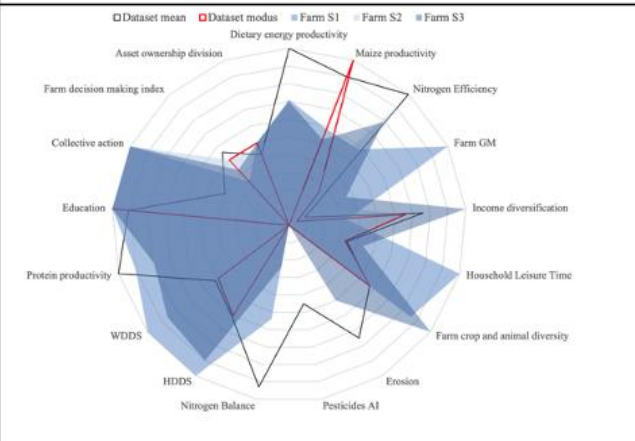 Dataset mean Dataset modus Farm S1 Farm S2 Farm S3
Dietary energy productivity
Asset ownership division Maize productivity
Farm decision making index Nitrogen Efficiency
Collective action Farm GM
Education Income diversification
Protein productivity Household Leisure Time
WDDS Farm crop and animal diversity
HDDS Erosion
Nitrogen Balance Pesticides AI